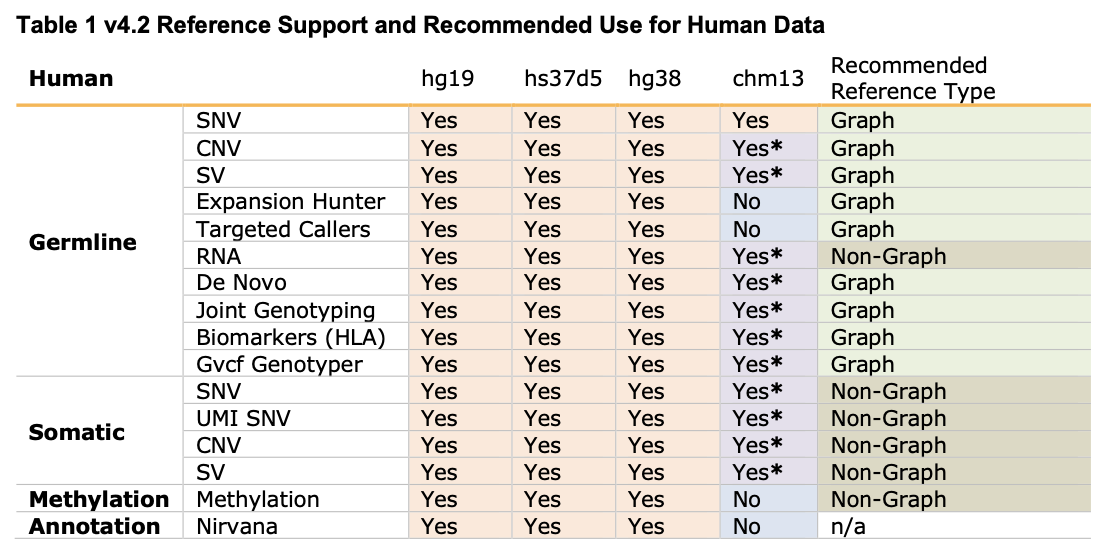 Table 1 v4.2 Reference Support and Recommended Use for Human Data
Human hg19 hs37d5 hg38 chm13 Recommended Reference Type
Germline SNV Yes Yes Yes Yes Graph
CNV Yes Yes Yes Yes* Graph
SV Yes Yes Yes Yes* Graph
Expansion Hunter Yes Yes Yes No Graph
Targeted Callers Yes Yes Yes No Graph
RNA Yes Yes Yes Yes* Non-Graph
De Novo Yes Yes Yes Yes* Graph
Joint Genotyping Yes Yes Yes Yes* Graph
Biomarkers (HLA) Yes Yes Yes Yes* Graph
Gvcf Genotyper Yes Yes Yes Yes* Graph
Somatic SNV Yes Yes Yes Yes* Non-Graph
UMI SNV Yes Yes Yes Yes* Non-Graph
CNV Yes Yes Yes Yes* Non-Graph
SV Yes Yes Yes Yes* Non-Graph
Methylation Methylation Yes Yes Yes No Non-Graph
Annotation Nirvana Yes Yes Yes No n/a